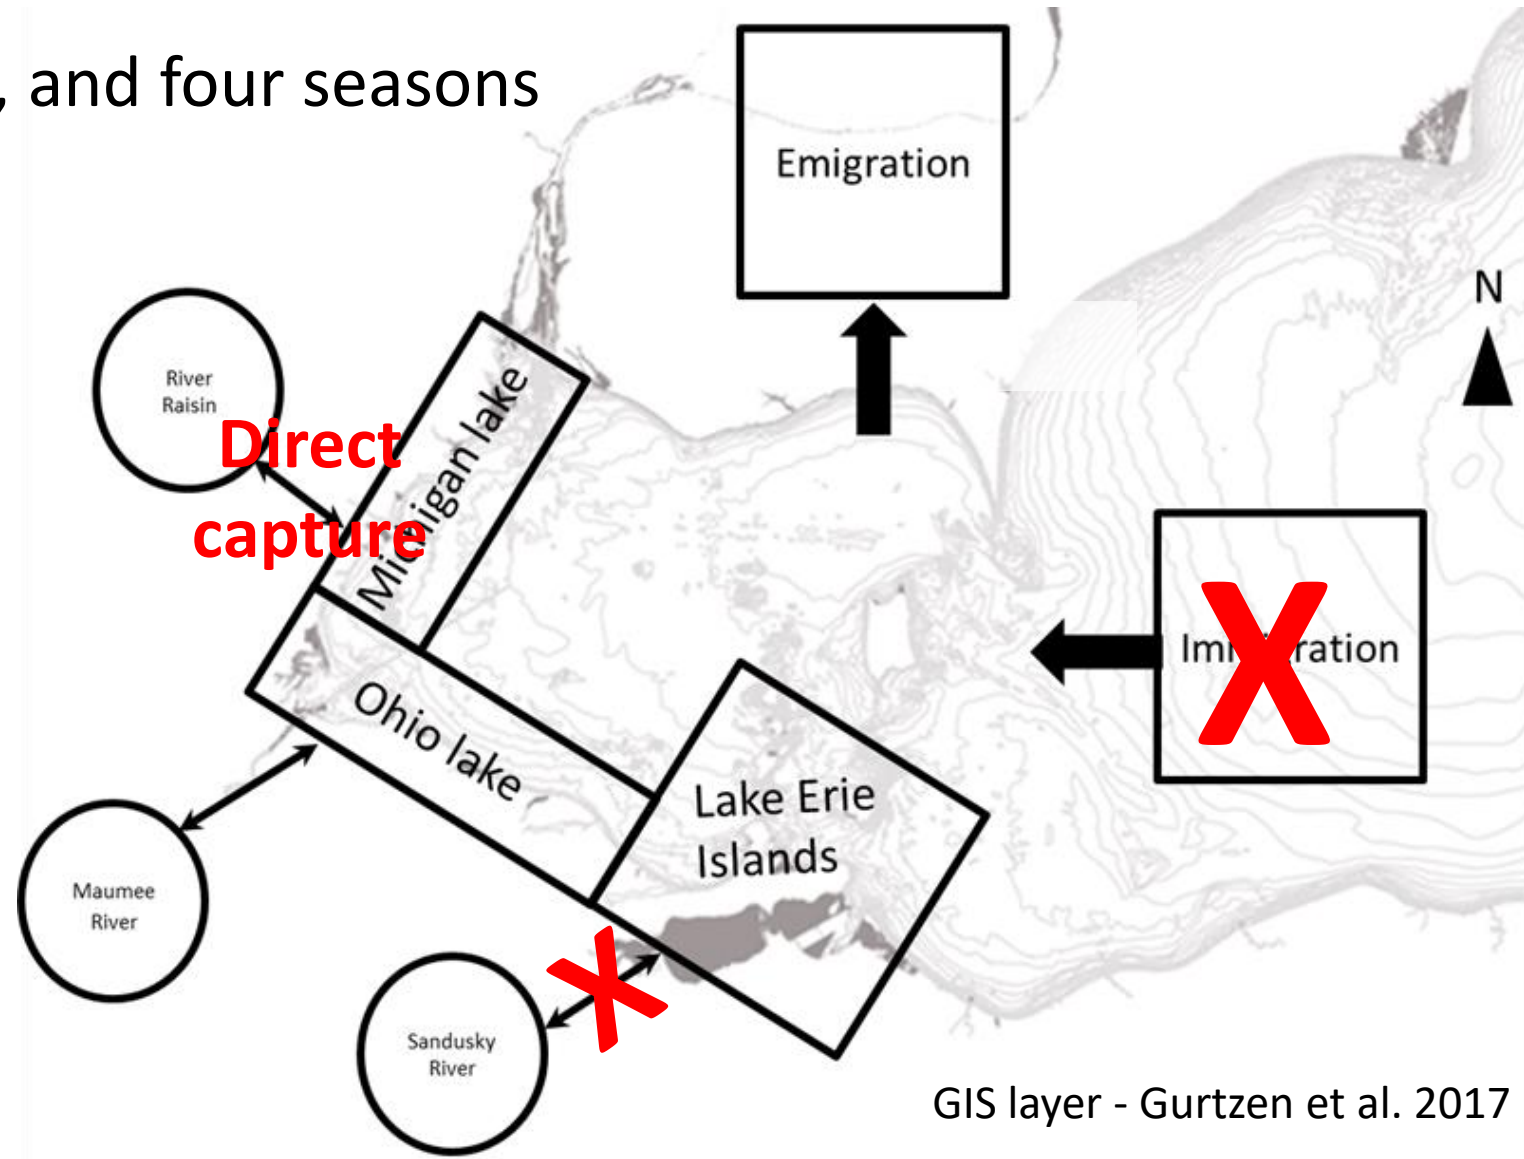 , and four seasons
Emigration
N
River
Raisin
Direct
capture
Michigan lake
Immigration
X
Ohio lake
Lake Erie
Islands
Maumee
River
X
Sandusky
River
GIS layer - Gurtzen et al. 2017